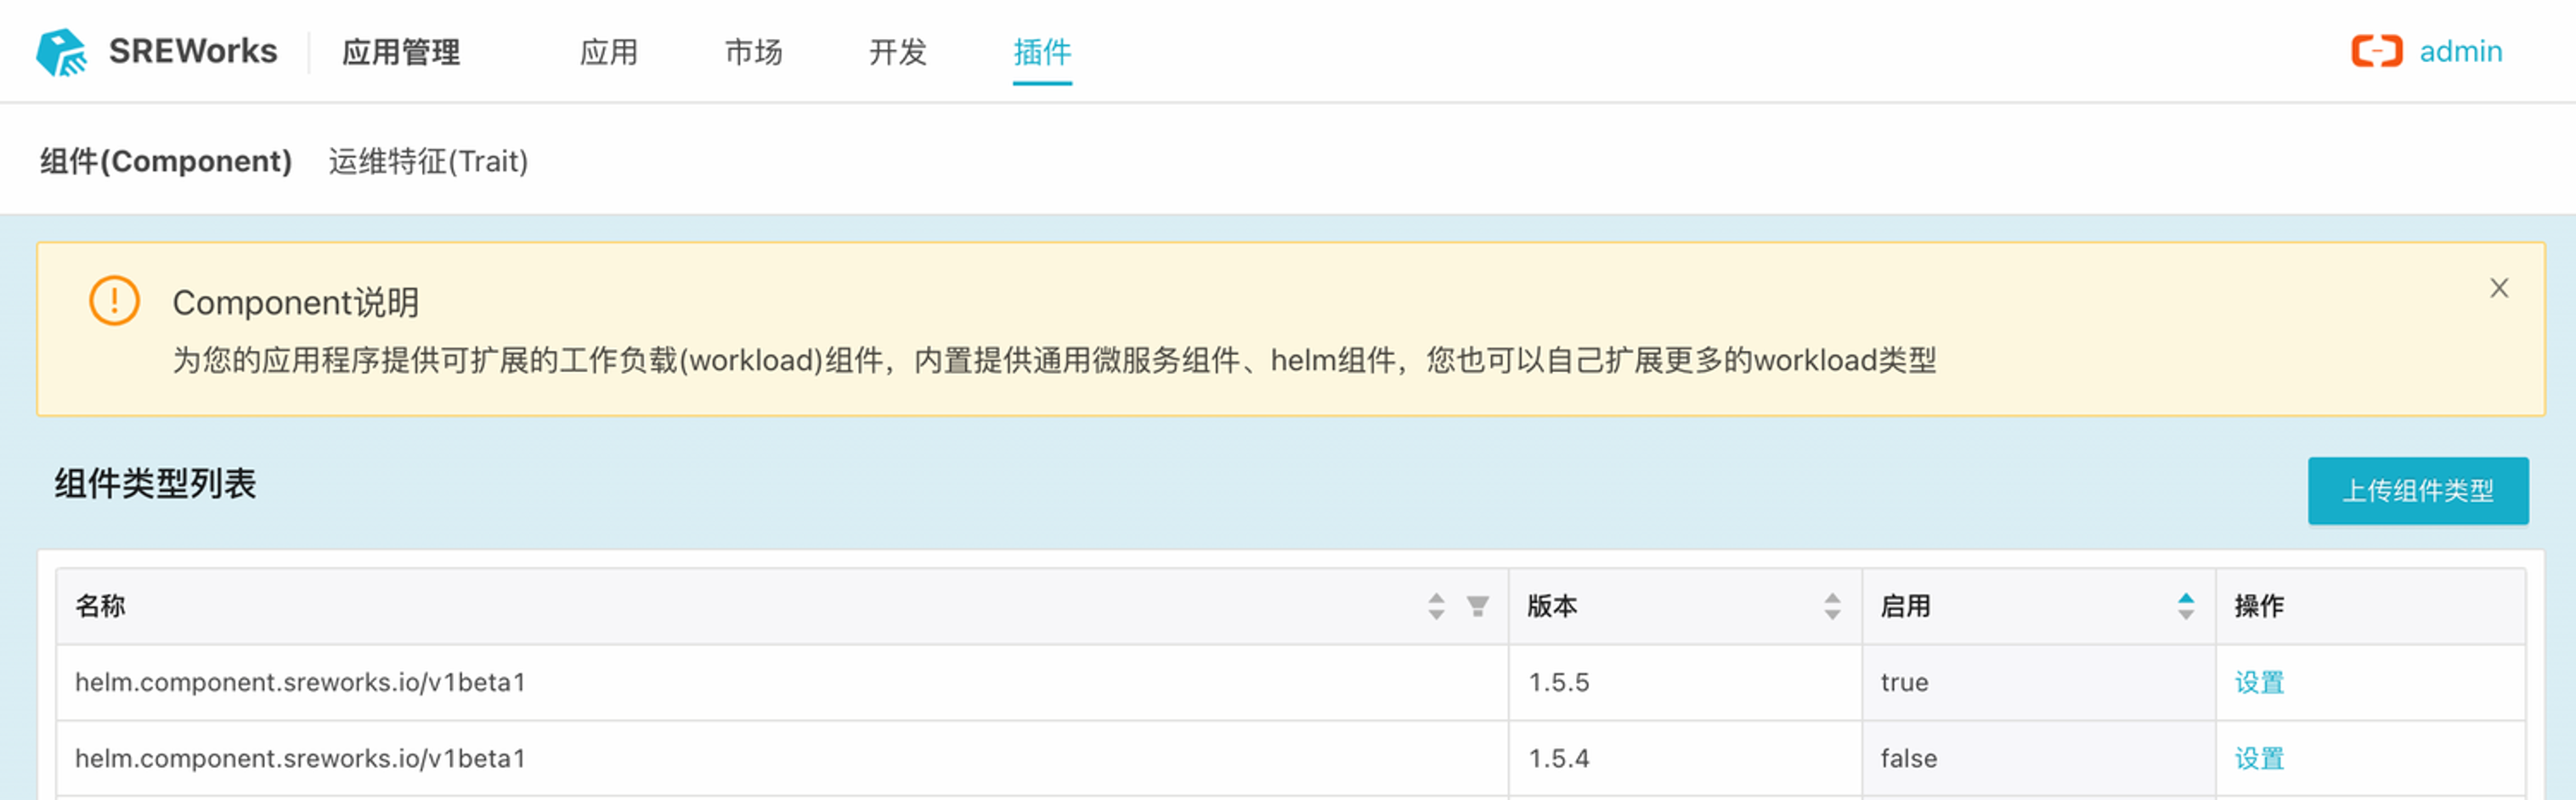 SREWorks 应用管理 应用 市场 开发 插件 admin
组件(Component) 运维特征(Trait)
Component说明
为您的应用程序提供可扩展的工作负载(workload)组件，内置提供通用微服务组件、helm组件，您也可以自己扩展更多的workload类型
组件类型列表 上传组件类型
名称 版本 启用 操作
helm.component.sreworks.io/v1beta1 1.5.5 true 设置
helm.component.sreworks.io/v1beta1 1.5.4 false 设置